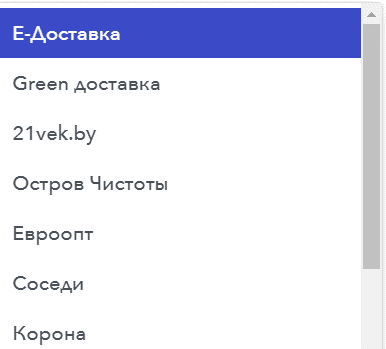 Е-Доставка
Green доставка
21vek.by
Остров Чистоты
Евроопт
Соседи
Корона